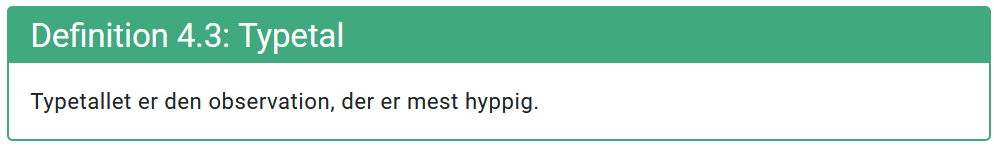 Definition 4.3: Typetal
Typetallet er den observation, der er mest hyppig.